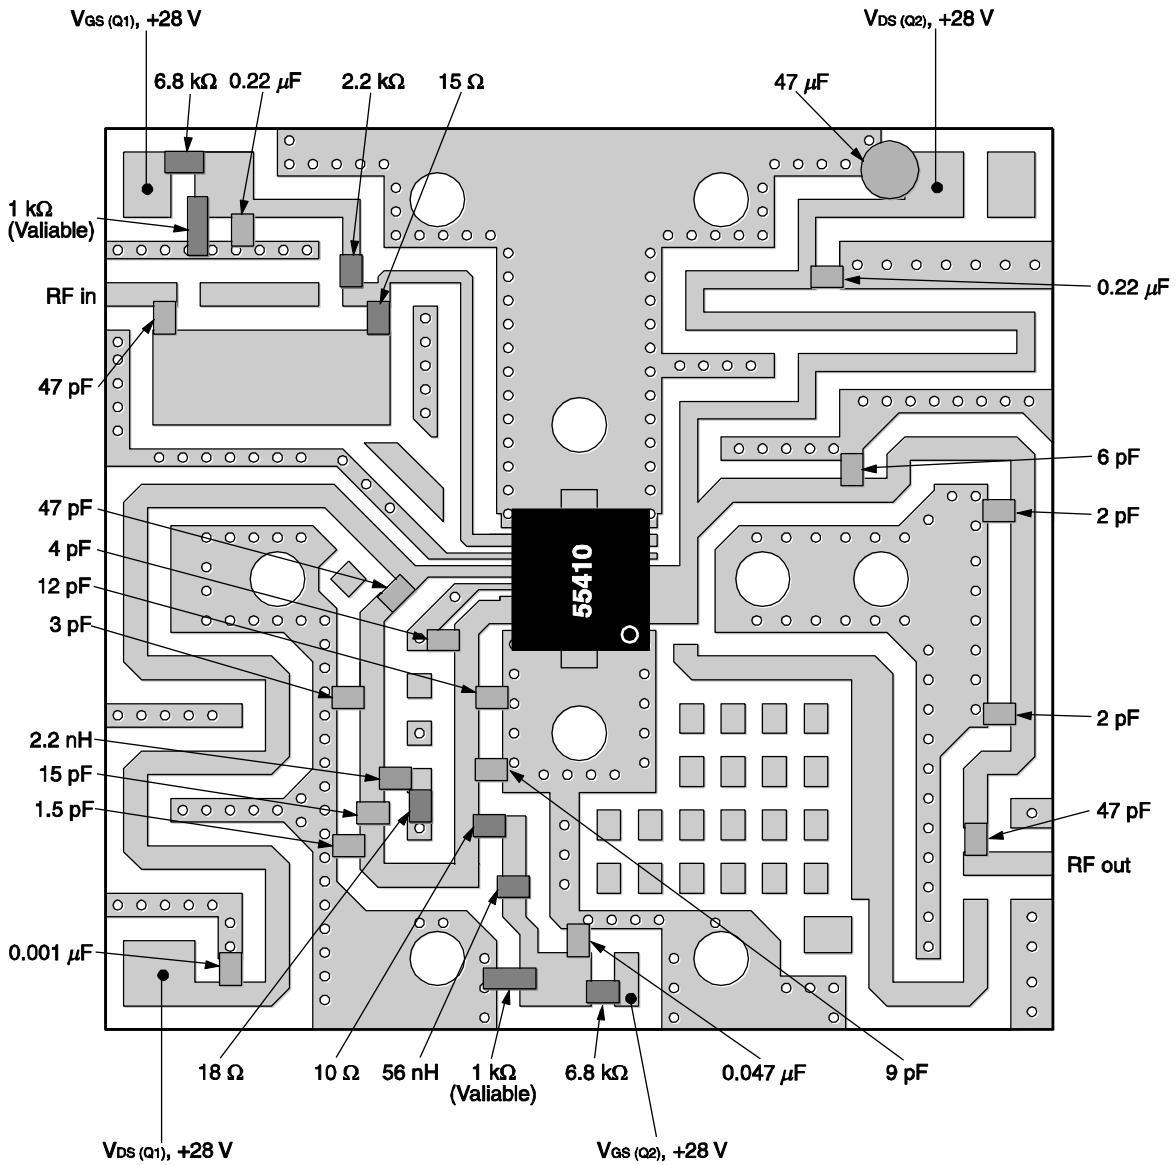 VGS (Q1), +28 V
VDS (Q2), +28 V
6.8 kΩ
0.22 μF
2.2 kΩ
15 Ω
47 μF
1 kΩ
(Valiable)
RF in
0.22 μF
47 pF
6 pF
47 pF
2 pF
4 pF
12 pF
55410
3 pF
2 pF
2.2 nH
15 pF
1.5 pF
47 pF
RF out
0.001 μF
18 Ω
10 Ω
56 nH
1 kΩ
(Valiable)
6.8 kΩ
0.047 μF
9 pF
VDS (Q1), +28 V
VGS (Q2), +28 V